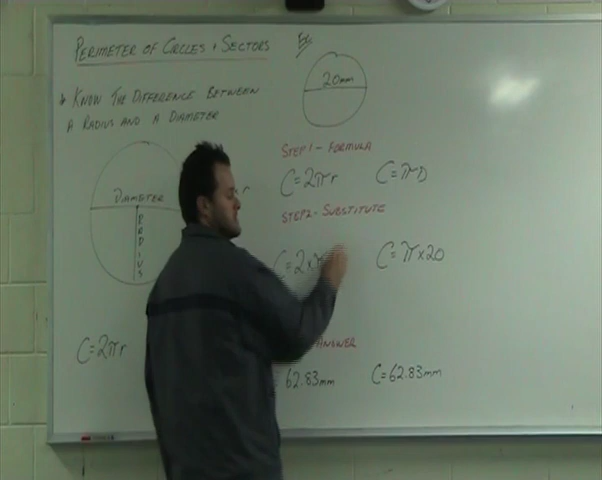 PERIMETER OF CIRCLES + SECTORS
Ex:
20mm
KNOW THE DIFFERENCE BETWEEN
A RADIUS AND A DIAMETER
STEP 1 - FORMULA
C=2πr
C=πD
STEP2 - SUBSTITUTE
DIAMETER
RADIUS
C=2×
C=π×20
C=2πr
ANSWER
= 62.83mm
C=62.83mm